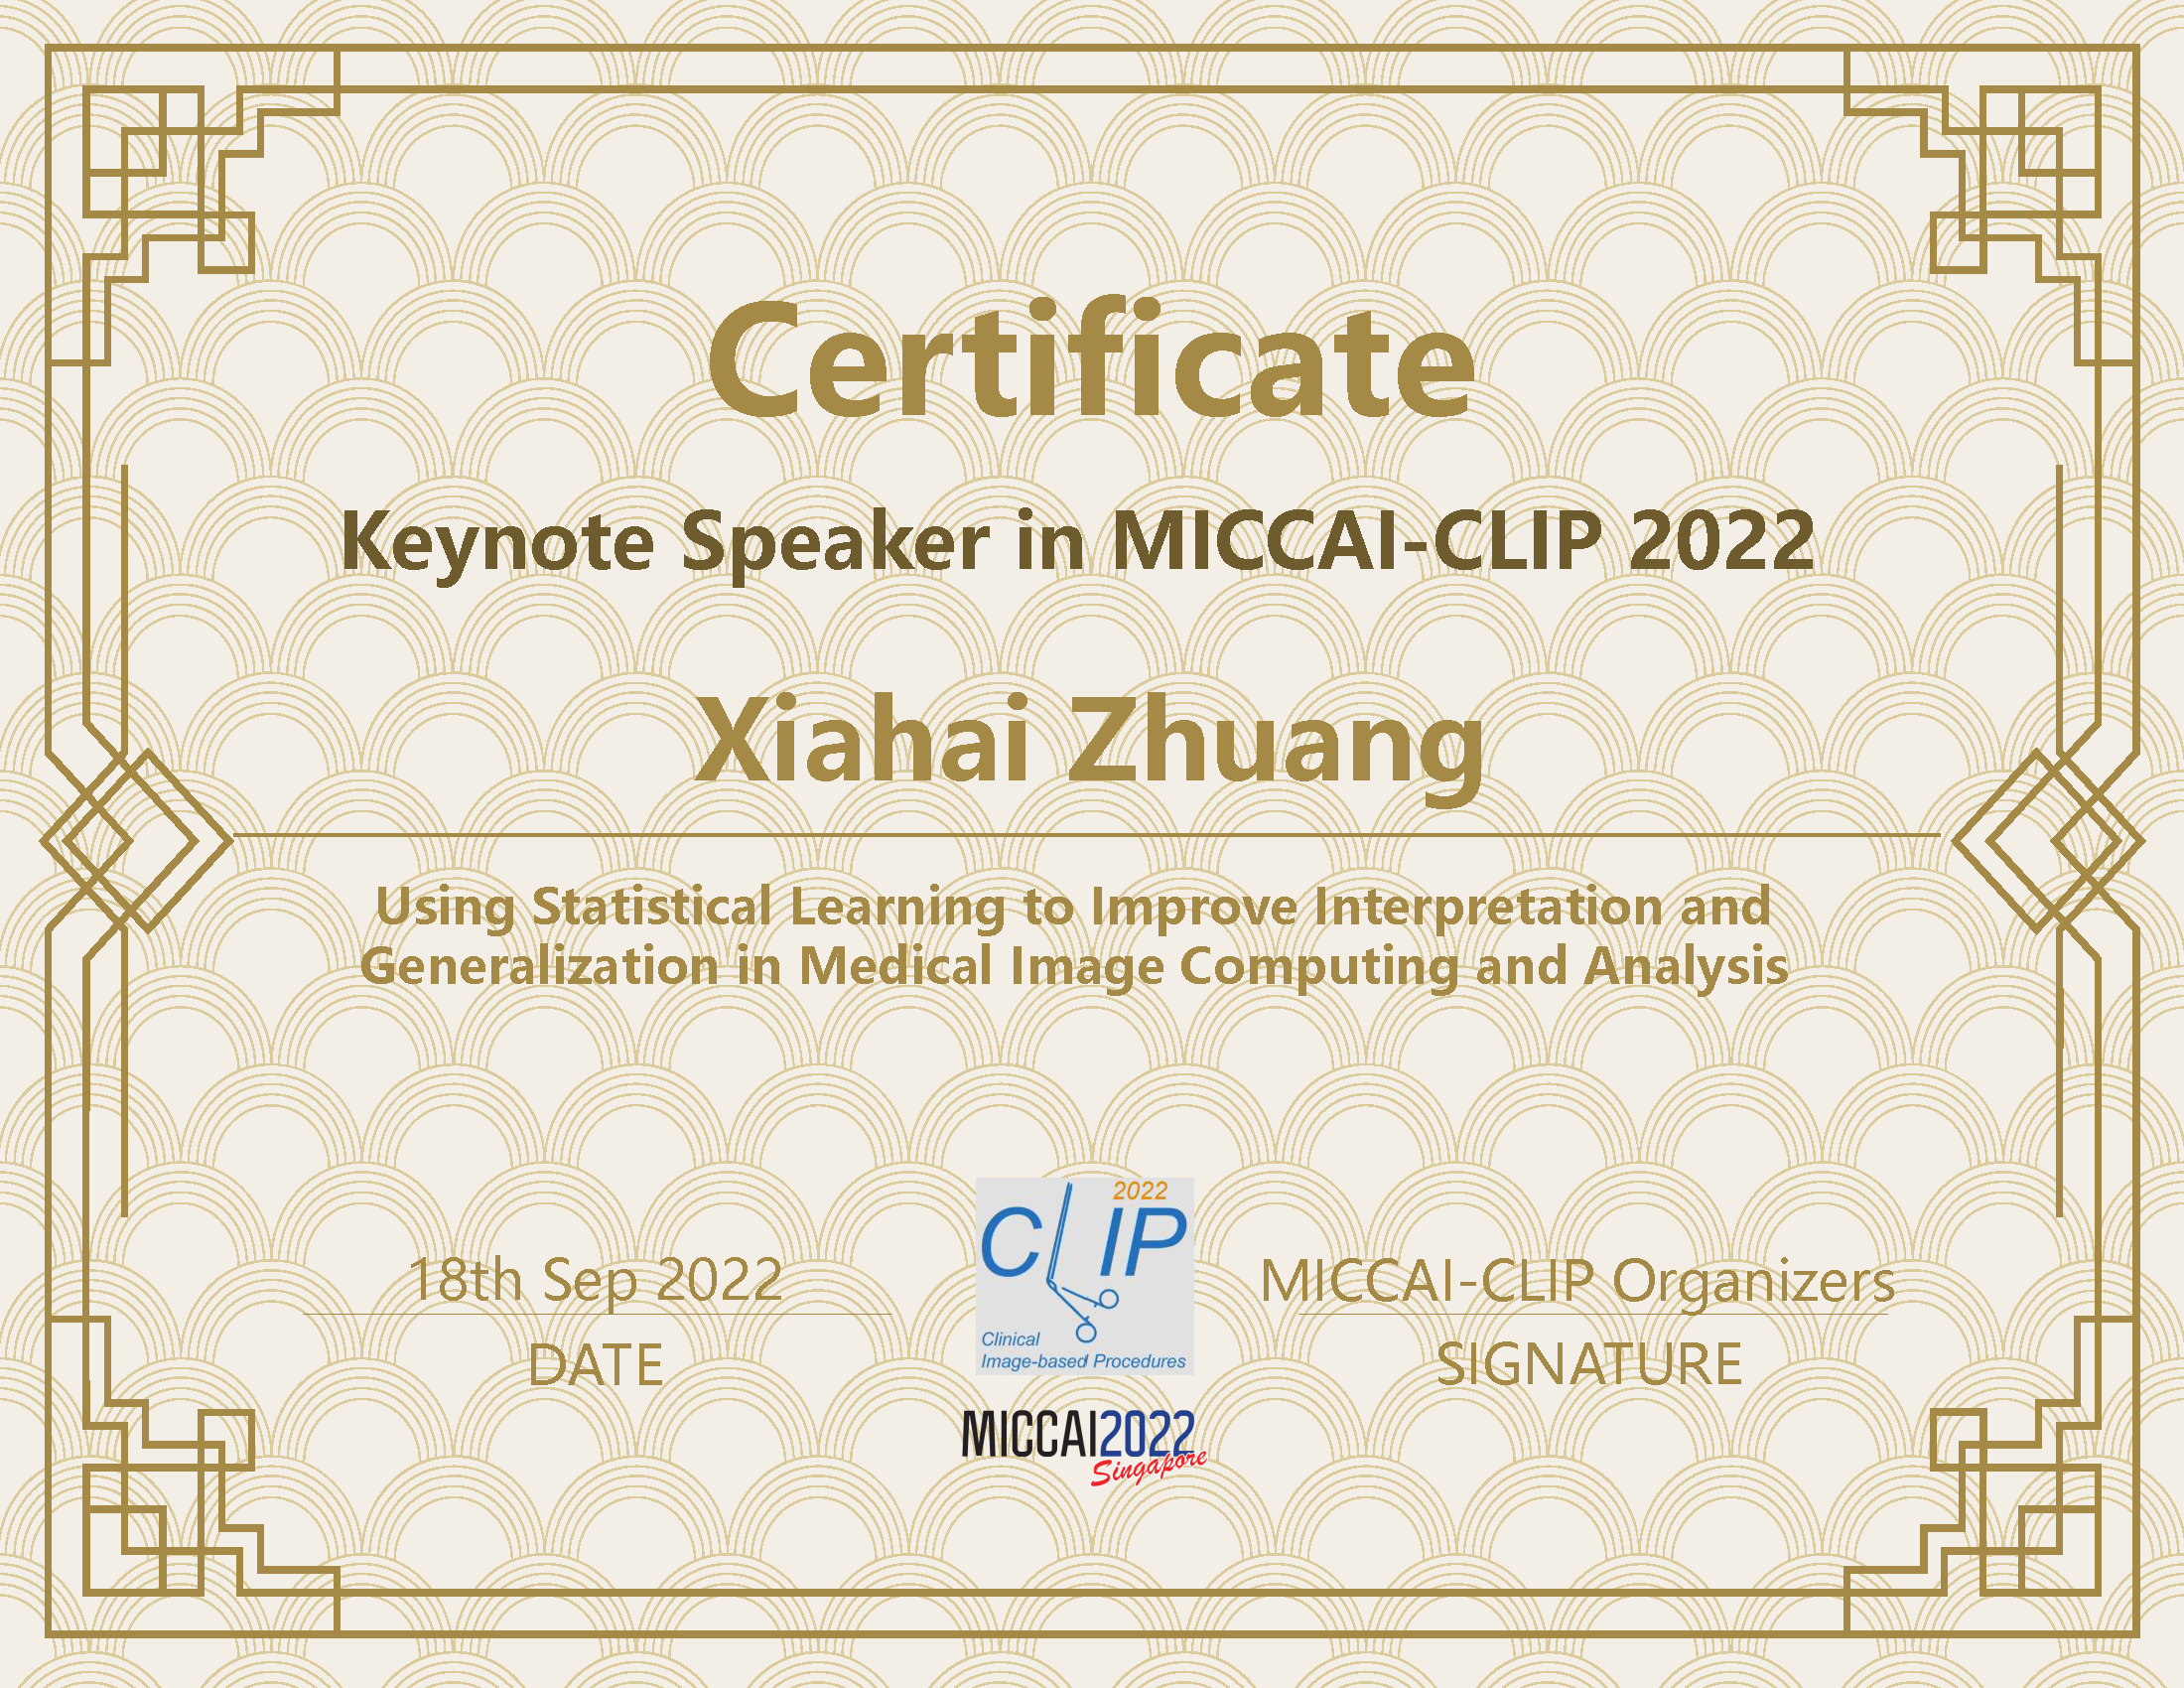 Certificate
Keynote Speaker in MICCAI-CLIP 2022
Xiahai Zhuang
Using Statistical Learning to Improve Interpretation and
Generalization in Medical Image Computing and Analysis
18th Sep 2022
DATE
2022
CLIP
Clinical
Image-based Procedures
MICCAI2022
Singapore
MICCAI-CLIP Organizers
SIGNATURE